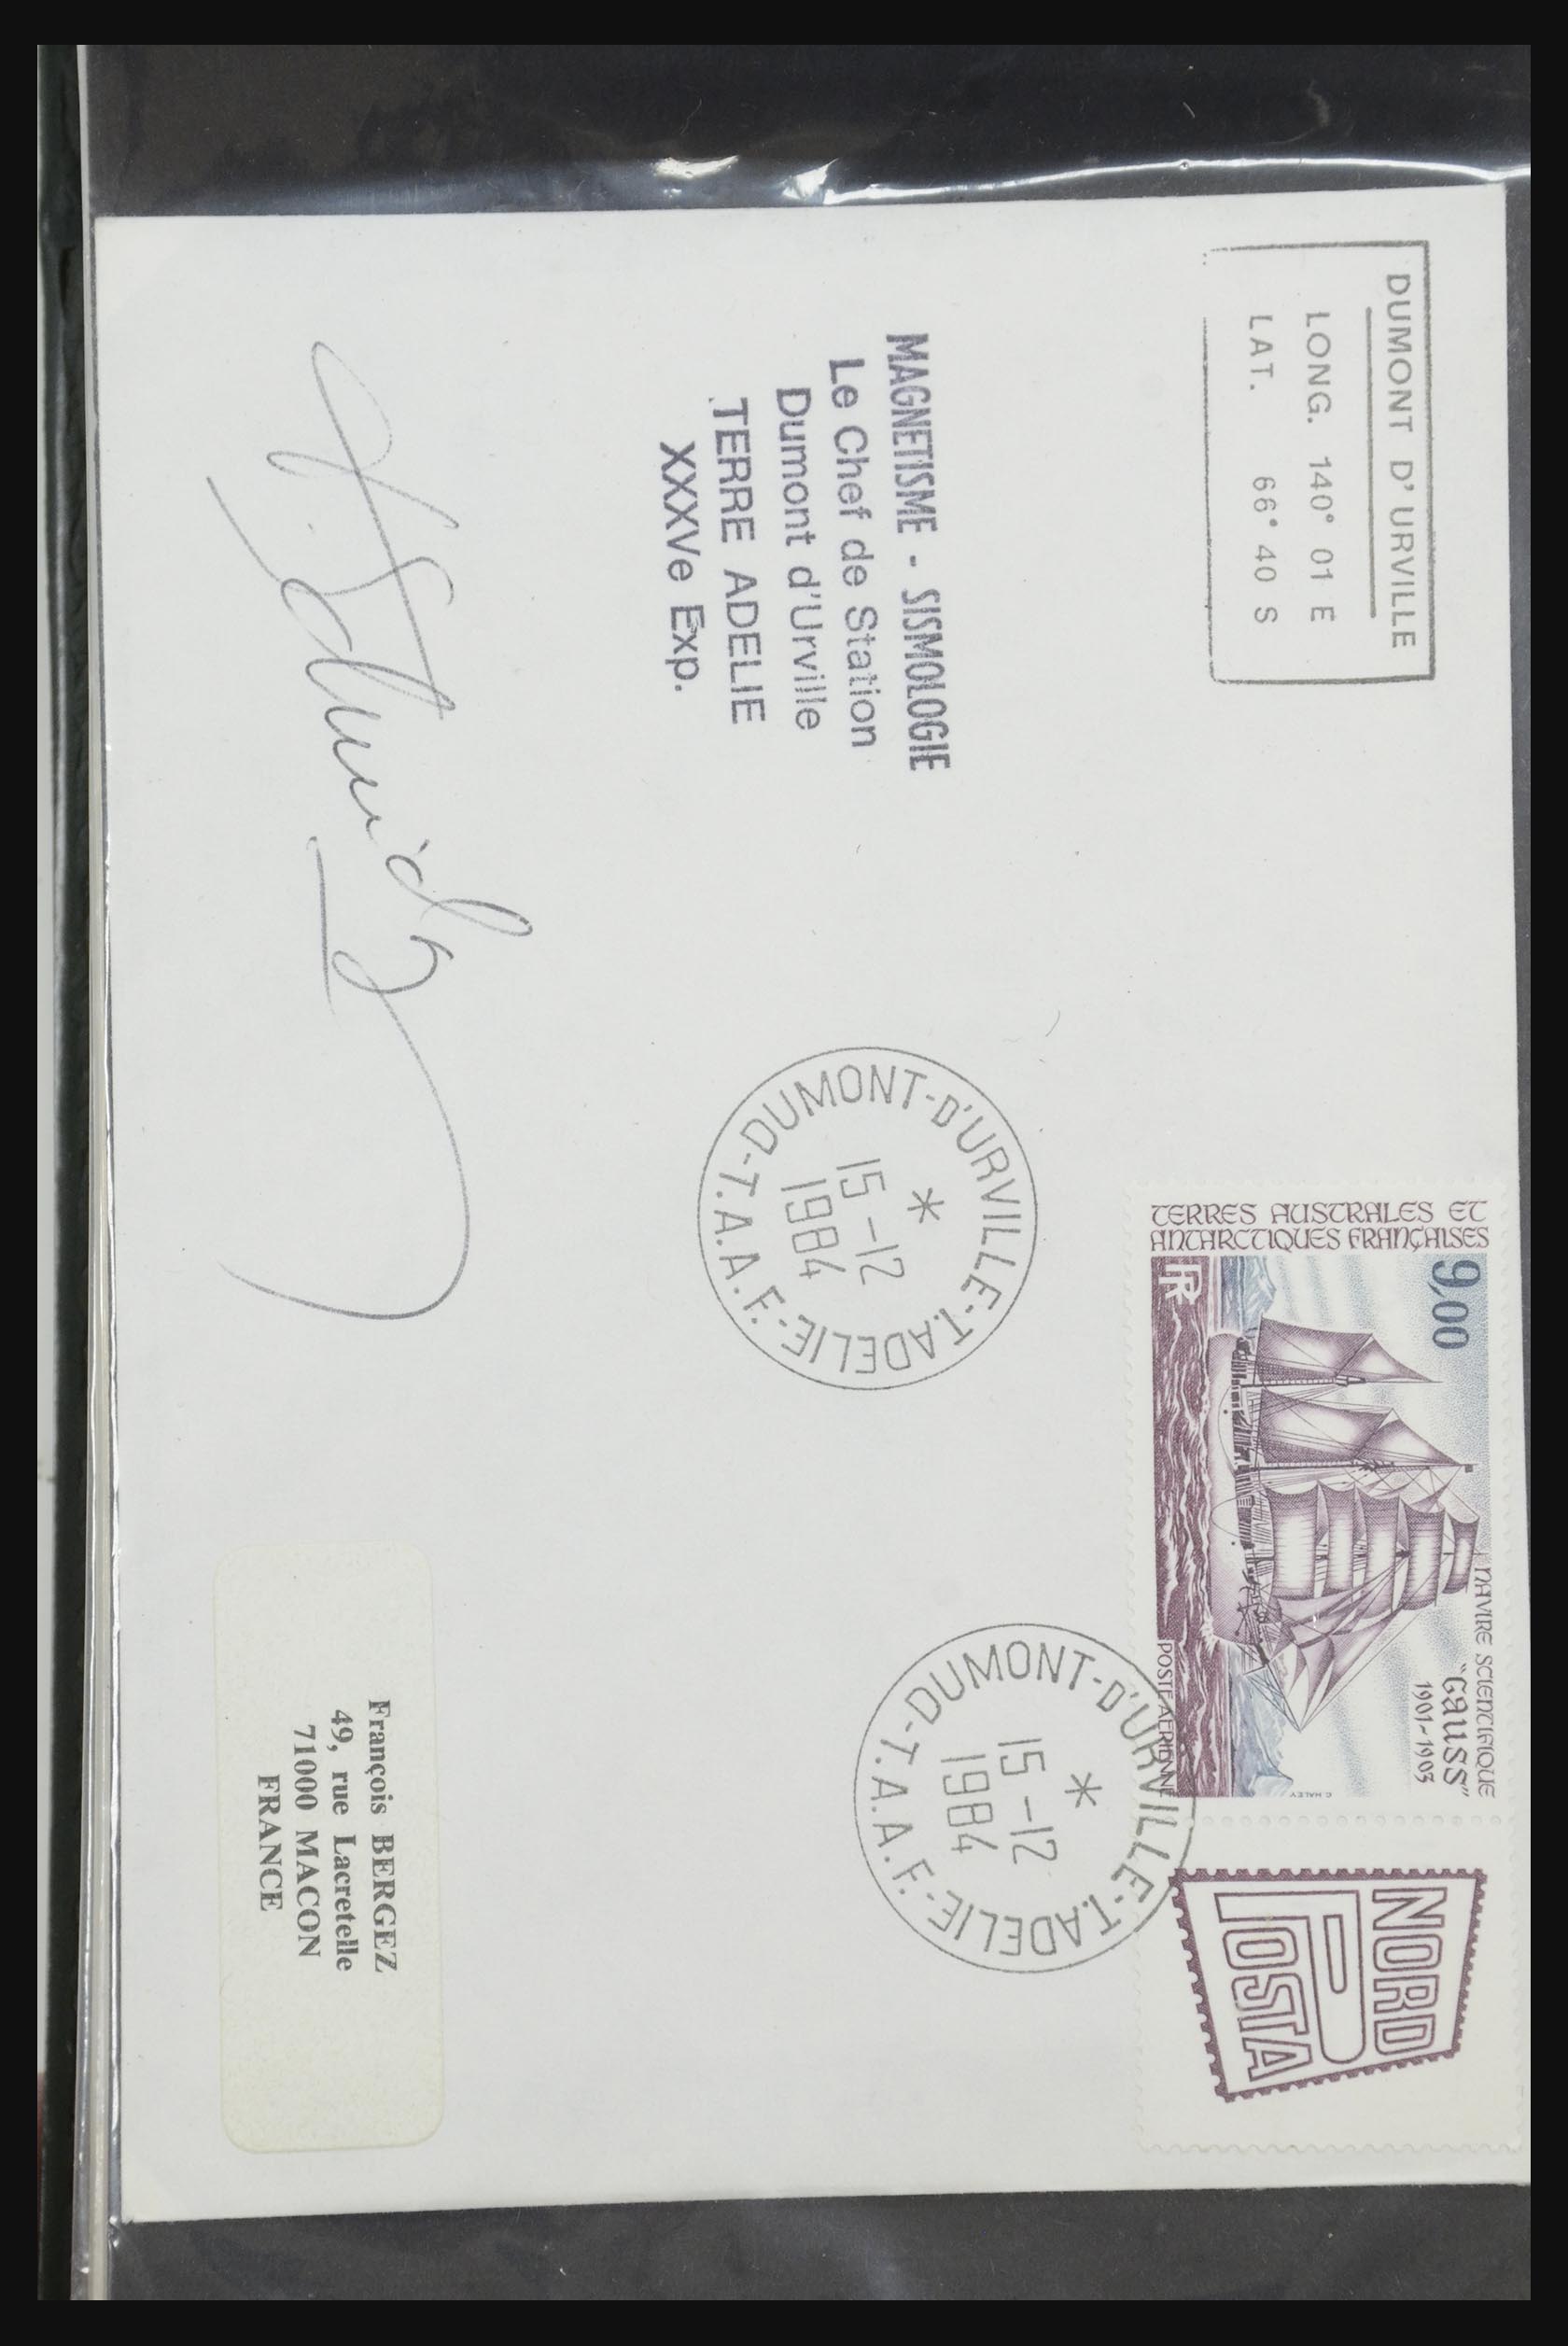 DUMONT D'URVILLE
LONG. 140° 01 E
LAT. 66° 40 S
MAGNETISME - SISMOLOGIE
Le Chef de Station
Dumont d'Urville
TERRE ADELIE
XXXVe Exp.
DUMONT-D'URVILLE-T.ADELIE
*
15-12
1984
-T.A.A.F.-
TERRES AUSTRALES ET
ANTARCTIQUES FRANÇAISES
9,00
RF
NAVIRE SCIENTIFIQUE
"GAUSS"
1901-1903
POSTE AERIENNE
C. HALEY
NORD
POSTA
DUMONT-D'URVILLE-T.ADELIE
*
15-12
1984
-T.A.A.F.-
François BERGEZ
49, rue Lacretelle
71000 MACON
FRANCE